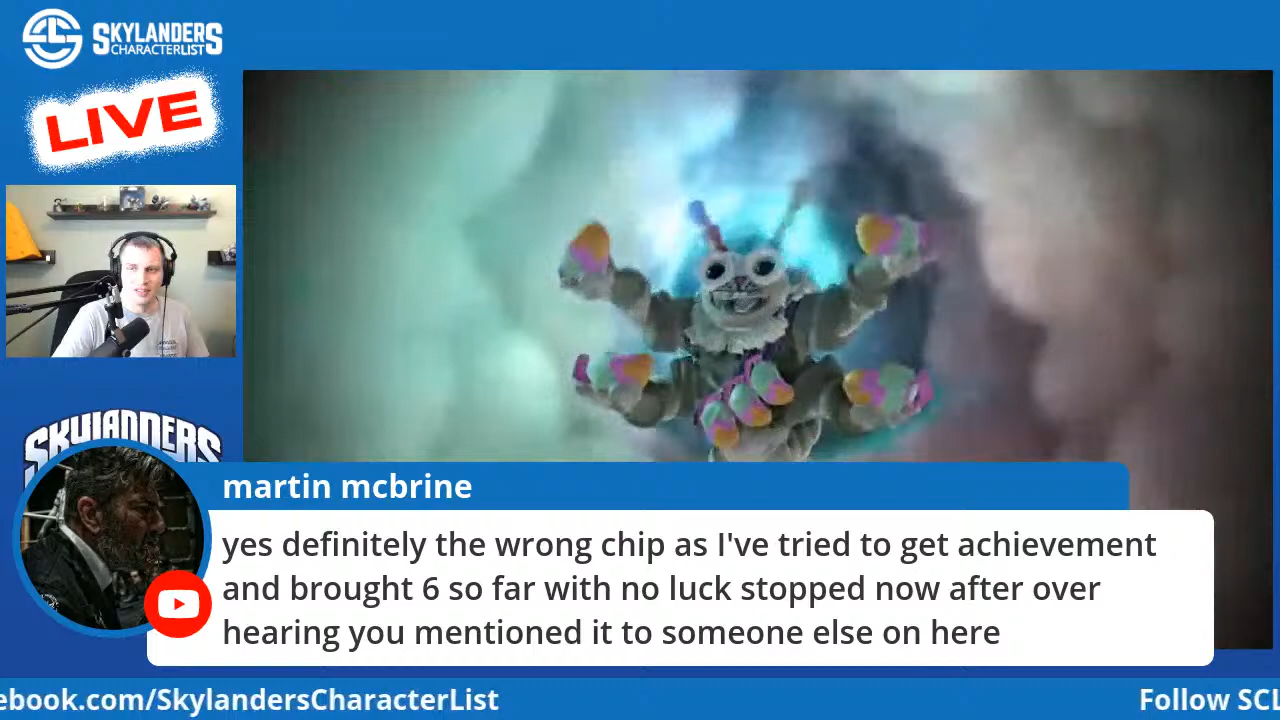 SKYLANDERS
CHARACTERLIST
LIVE
SKYLANDERS
martin mcbrine
yes definitely the wrong chip as I've tried to get achievement
and brought 6 so far with no luck stopped now after over
hearing you mentioned it to someone else on here
ebook.com/SkylandersCharacterList
Follow SCL